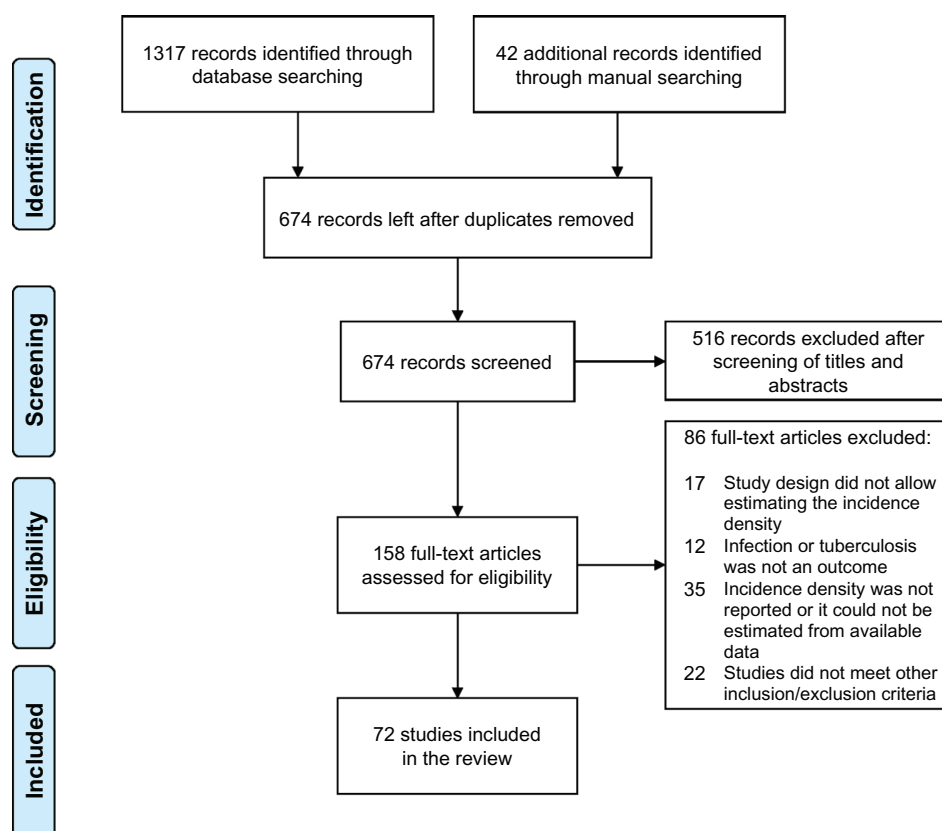 Identification
1317 records identified through
database searching
42 additional records identified
through manual searching
674 records left after duplicates removed
Screening
674 records screened
516 records excluded after
screening of titles and
abstracts
Eligibility
158 full-text articles
assessed for eligibility
86 full-text articles excluded:
17 Study design did not allow
estimating the incidence
density
12 Infection or tuberculosis
was not an outcome
35 Incidence density was not
reported or it could not be
estimated from available
data
22 Studies did not meet other
inclusion/exclusion criteria
Included
72 studies included
in the review